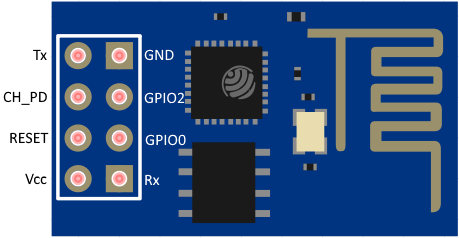 Tx GND
CH_PD GPIO2
RESET GPIO0
Vcc Rx